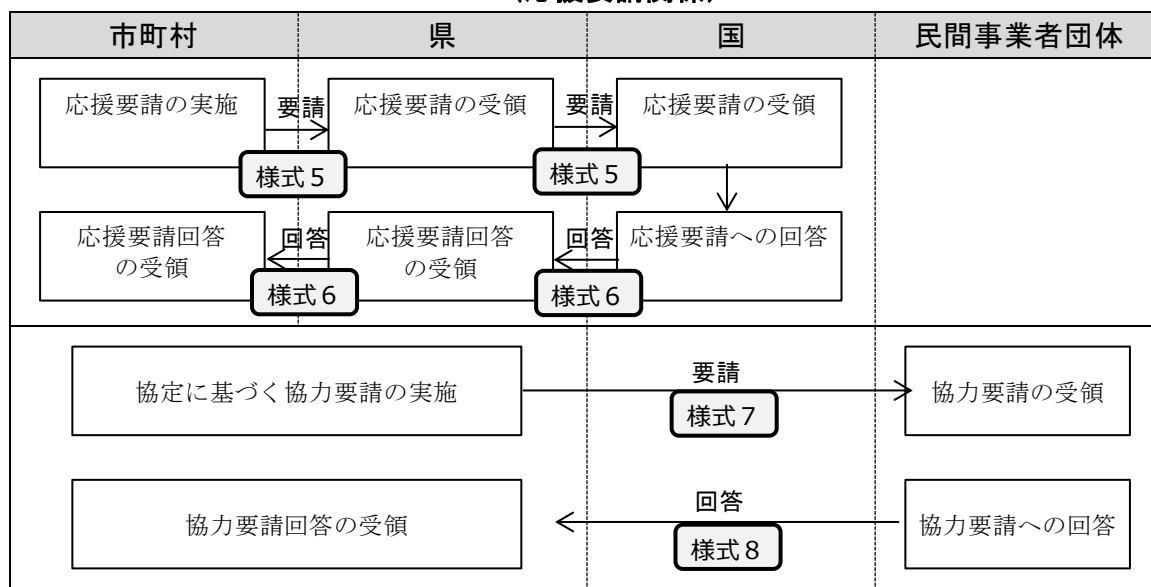 (応援要請関係)
市町村
県
国
民間事業者団体
応援要請の実施
要請
応援要請の受領
要請
応援要請の受領
様式5
様式5
応援要請回答
の受領
回答
応援要請回答
の受領
回答
応援要請への回答
様式6
様式6
協定に基づく協力要請の実施
要請
様式7
協力要請の受領
協力要請回答の受領
回答
様式8
協力要請への回答